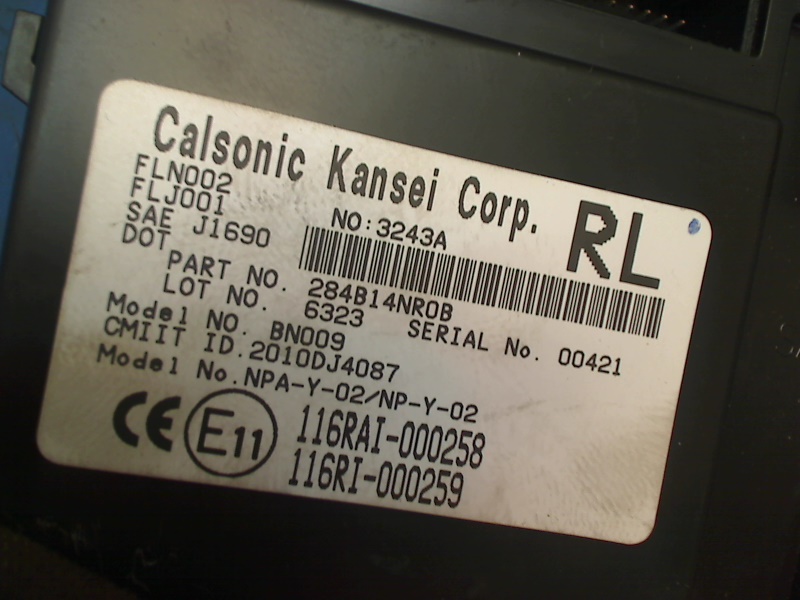 Calsonic Kansei Corp. RL
FLN002
FLJ001 NO:3243A
SAE J1690
DOT
PART NO. 284B14NR0B
LOT NO. 6323 SERIAL No. 00421
Model NO. BN009
CMIIT ID.2010DJ4087
Model No.NPA-Y-02/NP-Y-02
CE E11 116RAI-000258
116RI-000259